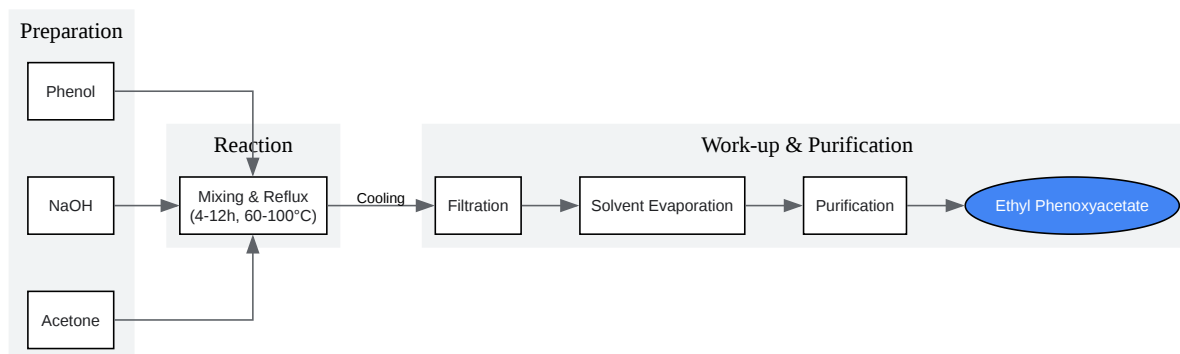 Preparation
Phenol
NaOH
Acetone
Reaction
Mixing & Reflux
(4-12h, 60-100°C)
Cooling
Work-up & Purification
Filtration
Solvent Evaporation
Purification
Ethyl Phenoxyacetate